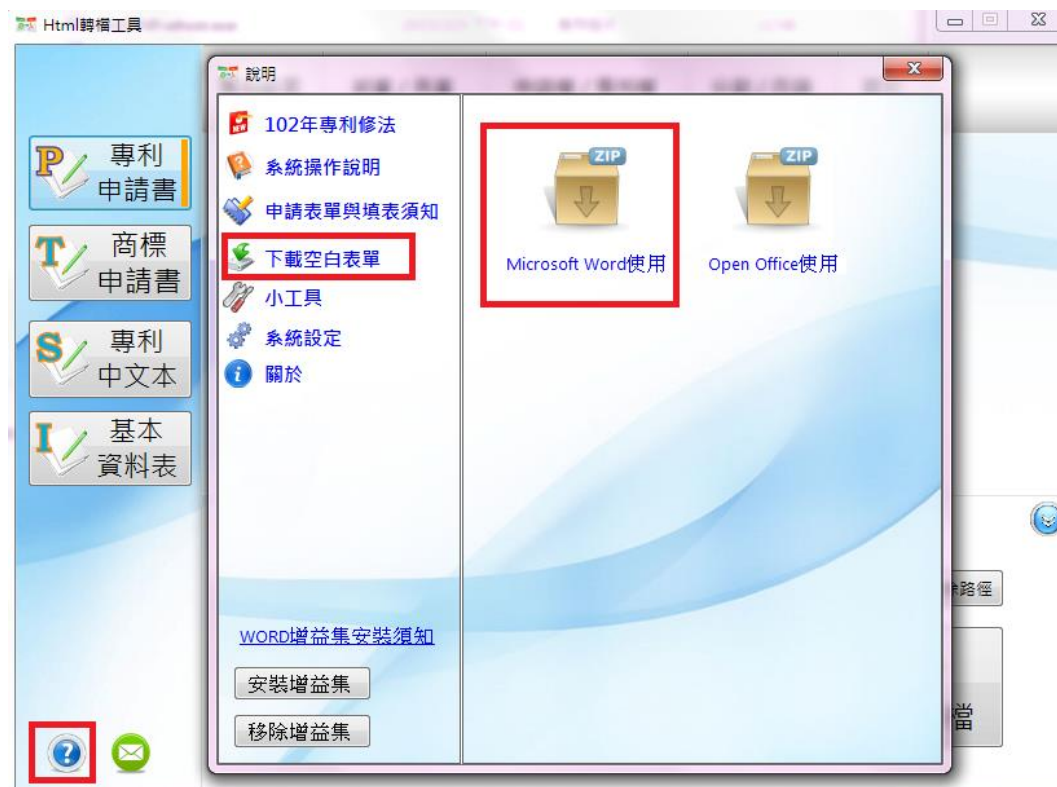 Html轉檔工具
說明
102年專利修法
系統操作說明
申請表單與填表須知
下載空白表單
小工具
系統設定
關於
WORD增益集安裝須知
安裝增益集
移除增益集
ZIP
Microsoft Word使用
ZIP
Open Office使用
P
專利
申請書
T
商標
申請書
S
專利
中文本
I
基本
資料表
路徑
檔